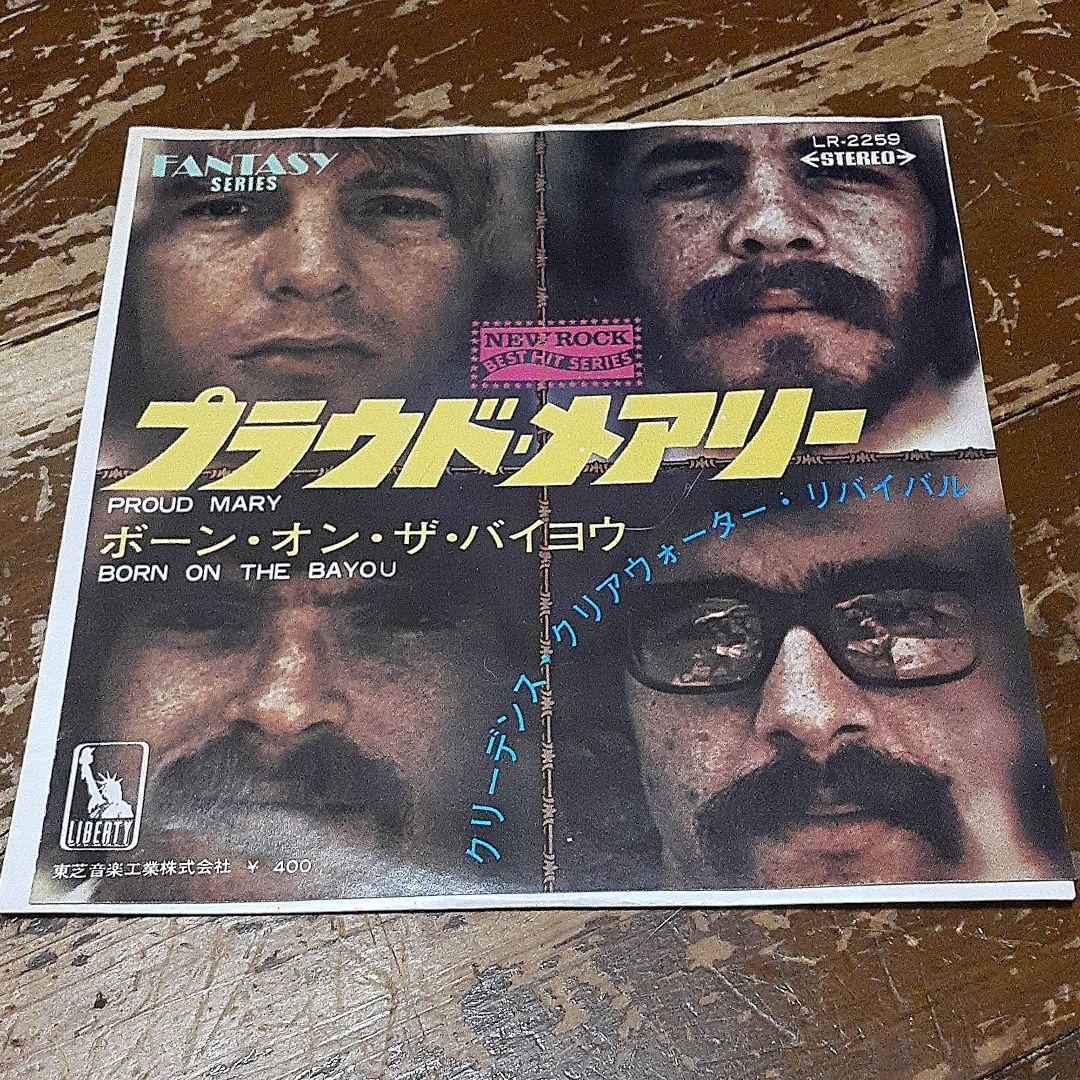 FANTASY
SERIES
LR-2259
STEREO
NEW ROCK
BEST HIT SERIES
プラウド・メアリー
PROUD MARY
ボーン・オン・ザ・バイヨウ
BORN ON THE BAYOU
クリーデンス・クリアウォーター・リバイバル
LIBERTY
東芝音楽工業株式会社 ¥ 400